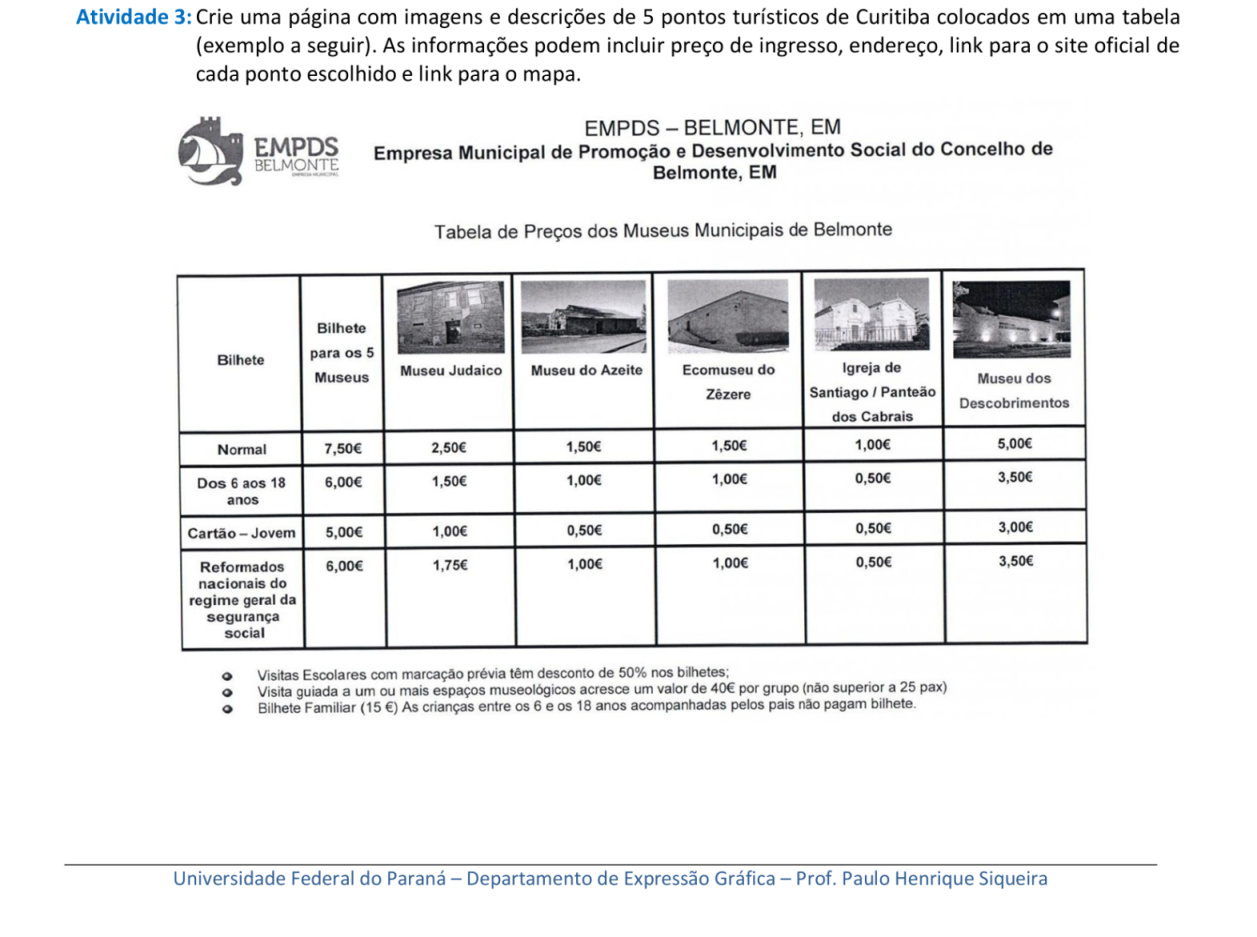 Atividade 3: Crie uma página com imagens e descrições de 5 pontos turísticos de Curitiba colocados em uma tabela
(exemplo a seguir). As informações podem incluir preço de ingresso, endereço, link para o site oficial de
cada ponto escolhido e link para o mapa.
EMPDS
BELMONTE
EMPRESA MUNICIPAL
EMPDS – BELMONTE, EM
Empresa Municipal de Promoção e Desenvolvimento Social do Concelho de
Belmonte, EM
Tabela de Preços dos Museus Municipais de Belmonte
Bilhete
Bilhete
para os 5
Museus
Museu Judaico
Museu do Azeite
Ecomuseu do
Zêzere
Igreja de
Santiago / Panteão
dos Cabrais
Museu dos
Descobrimentos
Normal 7,50€ 2,50€ 1,50€ 1,50€ 1,00€ 5,00€
Dos 6 aos 18 6,00€ 1,50€ 1,00€ 1,00€ 0,50€ 3,50€
anos
Cartão – Jovem 5,00€ 1,00€ 0,50€ 0,50€ 0,50€ 3,00€
Reformados 6,00€ 1,75€ 1,00€ 1,00€ 0,50€ 3,50€
nacionais do
regime geral da
segurança
social
Visitas Escolares com marcação prévia têm desconto de 50% nos bilhetes;
Visita guiada a um ou mais espaços museológicos acresce um valor de 40€ por grupo (não superior a 25 pax)
Bilhete Familiar (15 €) As crianças entre os 6 e os 18 anos acompanhadas pelos pais não pagam bilhete.
Universidade Federal do Paraná – Departamento de Expressão Gráfica – Prof. Paulo Henrique Siqueira